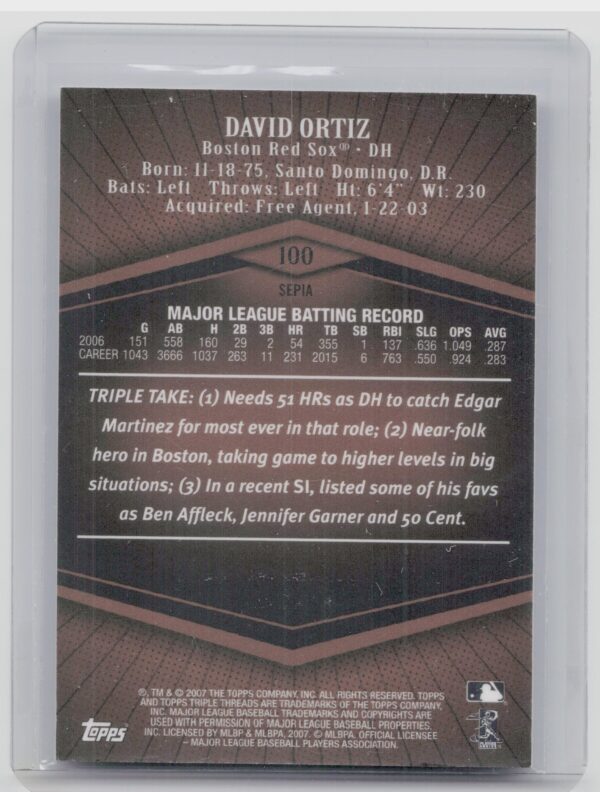 DAVID ORTIZ
Boston Red Sox® • DH
Born: 11-18-75, Santo Domingo, D.R.
Bats: Left Throws: Left Ht: 6'4" Wt: 230
Acquired: Free Agent, 1-22-03
100
SEPIA
MAJOR LEAGUE BATTING RECORD
G AB H 2B 3B HR TB SB RBI SLG OPS AVG
2006 151 558 160 29 2 54 355 1 137 .636 1.049 .287
CAREER 1043 3666 1037 263 11 231 2015 6 763 .550 .924 .283
TRIPLE TAKE: (1) Needs 51 HRs as DH to catch Edgar
Martinez for most ever in that role; (2) Near-folk
hero in Boston, taking game to higher levels in big
situations; (3) In a recent SI, listed some of his favs
as Ben Affleck, Jennifer Garner and 50 Cent.
®, TM & © 2007 THE TOPPS COMPANY, INC. ALL RIGHTS RESERVED. TOPPS
AND TOPPS TRIPLE THREADS ARE TRADEMARKS OF THE TOPPS COMPANY,
INC. MAJOR LEAGUE BASEBALL TRADEMARKS AND COPYRIGHTS ARE
USED WITH PERMISSION OF MAJOR LEAGUE BASEBALL PROPERTIES,
INC. LICENSED BY MLBP & MLBPA, 2007. © MLBPA. OFFICIAL LICENSEE
– MAJOR LEAGUE BASEBALL PLAYERS ASSOCIATION.
topps